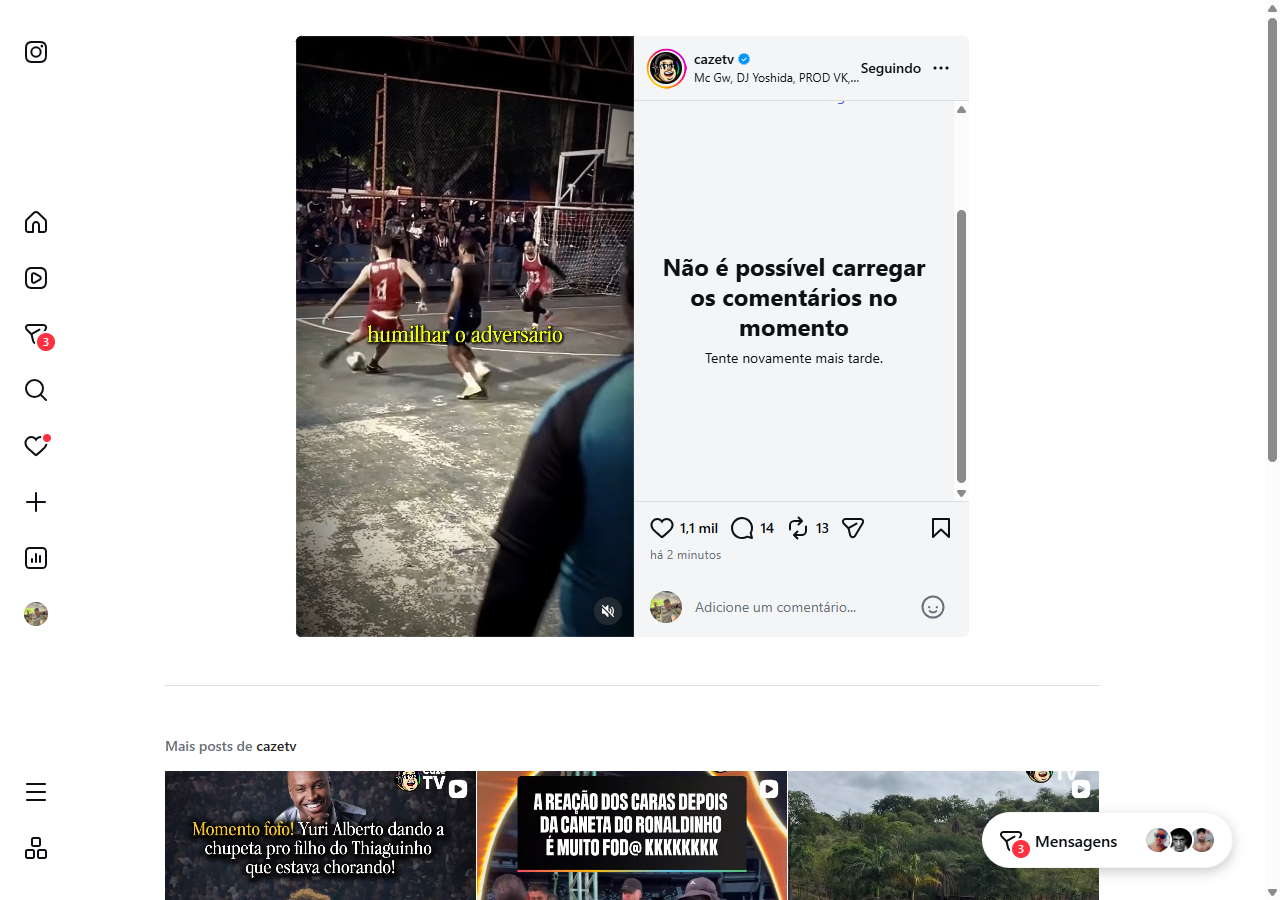 cazetv
Mc Gw, DJ Yoshida, PROD VK,...
Seguindo
humilhar o adversário
Não é possível carregar
os comentários no
momento
Tente novamente mais tarde.
1,1 mil
14
13
há 2 minutos
Adicione um comentário...
3
Mais posts de cazetv
TV
Momento fofo! Yuri Alberto dando a
chupeta pro filho do Thiaguinho
que estava chorando!
A REAÇÃO DOS CARAS DEPOIS
DA CANETA DO RONALDINHO
É MUITO FOD@ KKKKKKKK
TV
3
Mensagens